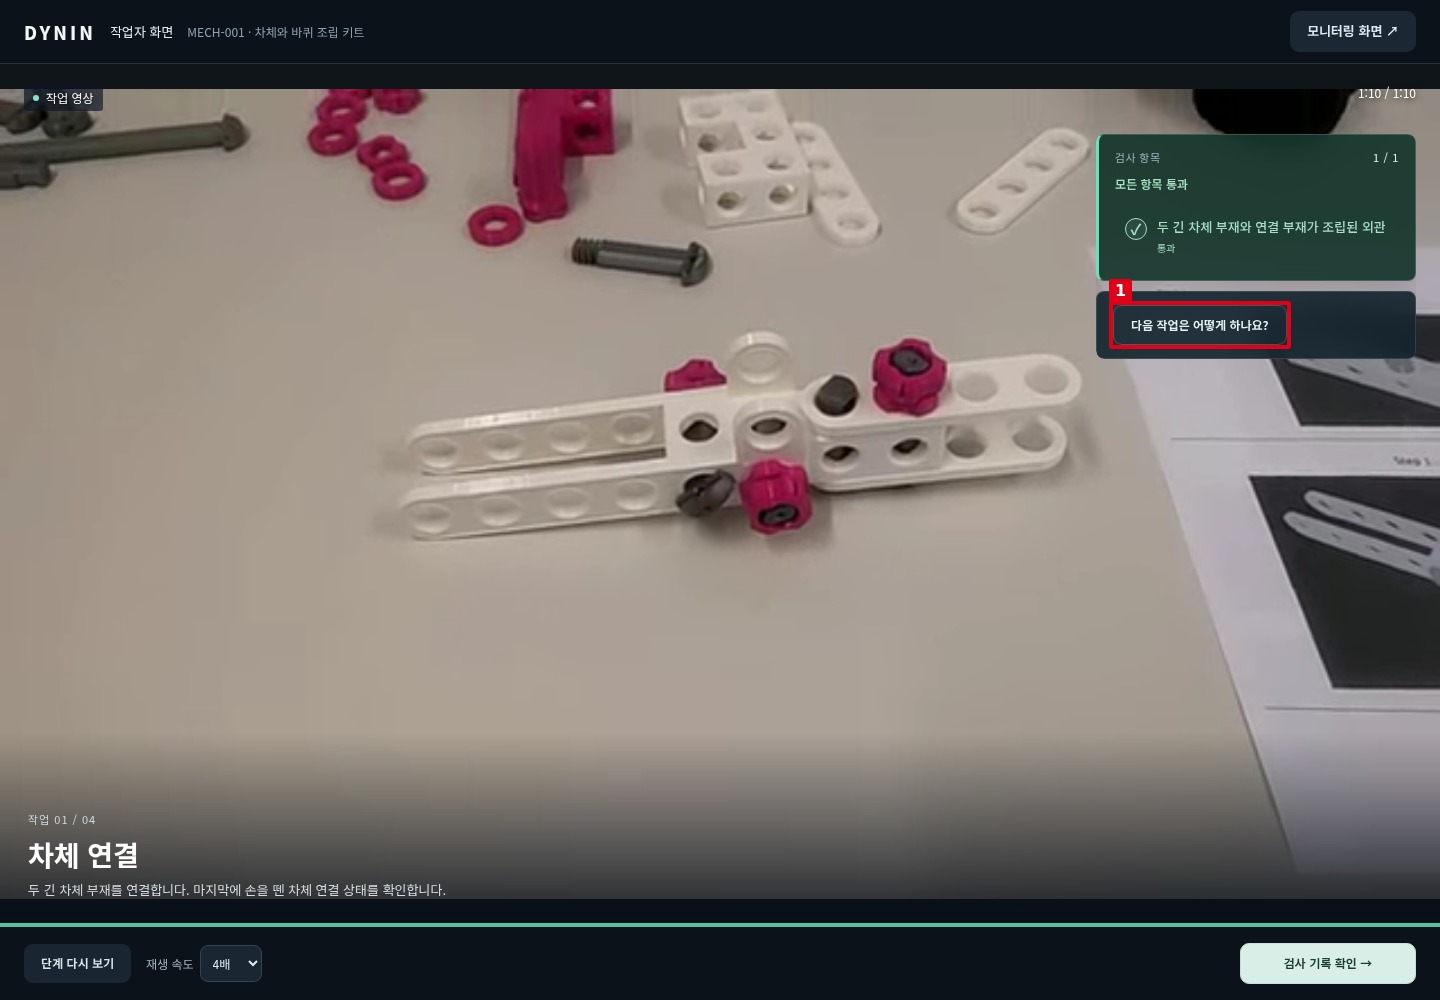 DYNIN 작업자 화면 MECH-001 · 차체와 바퀴 조립 키트
모니터링 화면 ↗
작업 영상
1:10 / 1:10
검사 항목 1 / 1
모든 항목 통과
두 긴 차체 부재와 연결 부재가 조립된 외관
통과
1
다음 작업은 어떻게 하나요?
Step 1
작업 01 / 04
차체 연결
두 긴 차체 부재를 연결합니다. 마지막에 손을 뗀 차체 연결 상태를 확인합니다.
단계 다시 보기
재생 속도 4배
검사 기록 확인 →